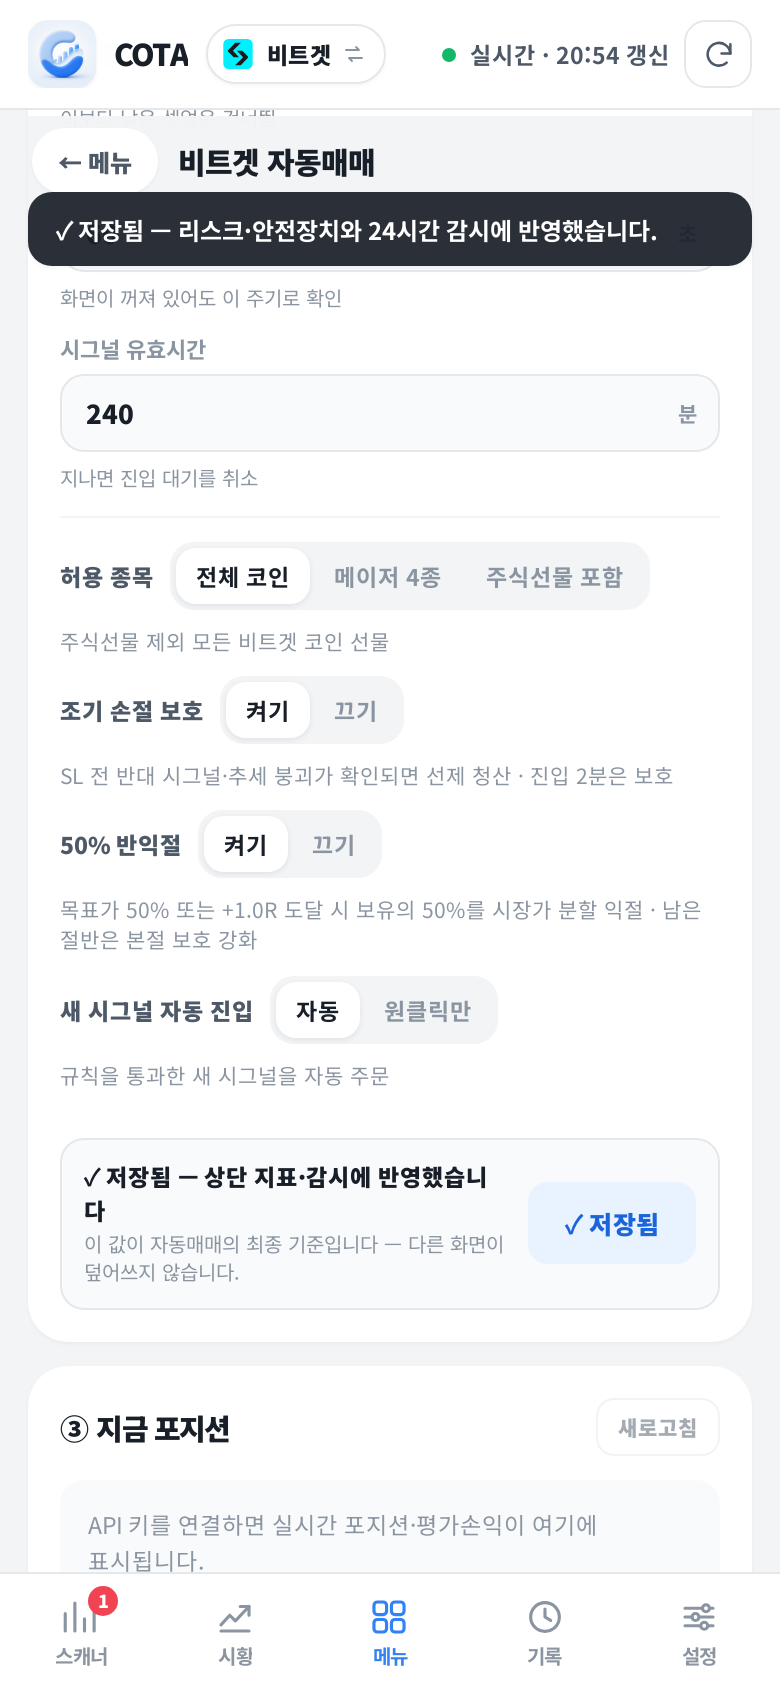 COTA
비트겟
실시간 · 20:54 갱신
← 메뉴
비트겟 자동매매
✓ 저장됨 — 리스크·안전장치와 24시간 감시에 반영했습니다.
초
화면이 꺼져 있어도 이 주기로 확인
시그널 유효시간
240
분
지나면 진입 대기를 취소
허용 종목
전체 코인
메이저 4종
주식선물 포함
주식선물 제외 모든 비트겟 코인 선물
조기 손절 보호
켜기
끄기
SL 전 반대 시그널·추세 붕괴가 확인되면 선제 청산 · 진입 2분은 보호
50% 반익절
켜기
끄기
목표가 50% 또는 +1.0R 도달 시 보유의 50%를 시장가 분할 익절 · 남은
절반은 본절 보호 강화
새 시그널 자동 진입
자동
원클릭만
규칙을 통과한 새 시그널을 자동 주문
✓ 저장됨 — 상단 지표·감시에 반영했습니
다
이 값이 자동매매의 최종 기준입니다 — 다른 화면이
덮어쓰지 않습니다.
✓ 저장됨
③ 지금 포지션
새로고침
API 키를 연결하면 실시간 포지션·평가손익이 여기에
표시됩니다.
1
스캐너
시황
메뉴
기록
설정